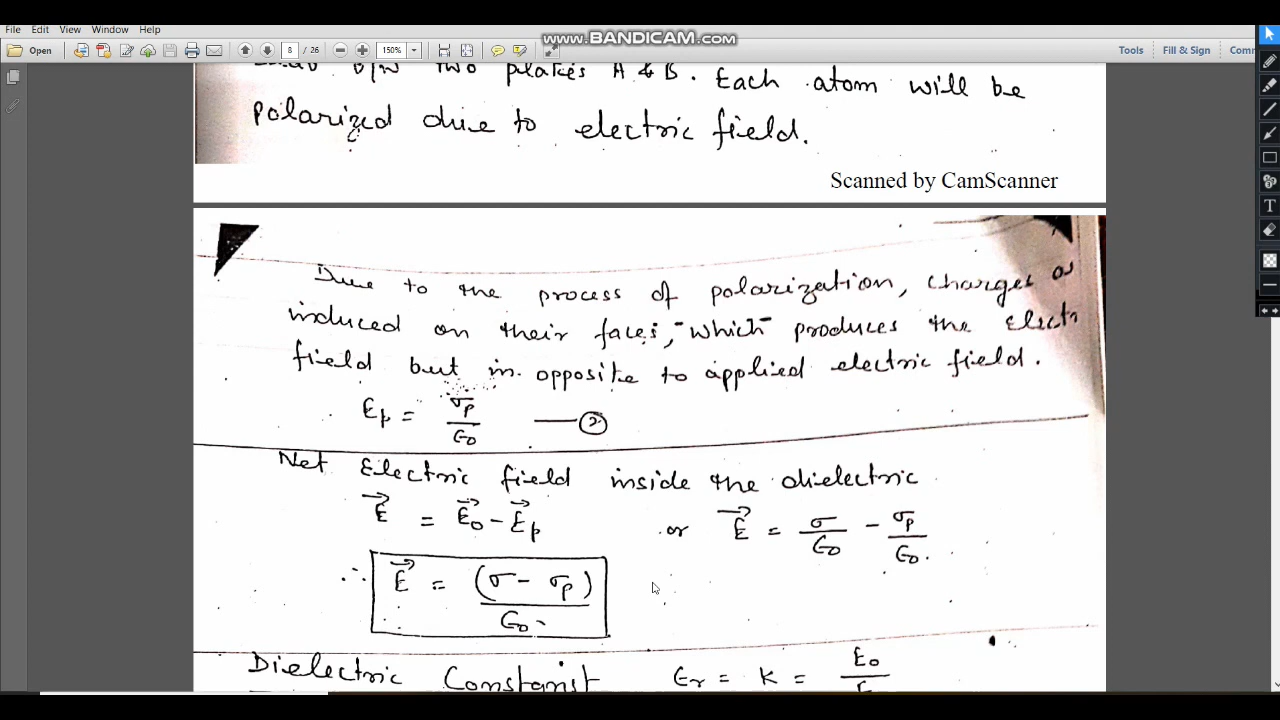 File Edit View Window Help
www.BANDICAM.com
Open 8 / 26 150% Tools Fill & Sign Comm
two plates A & B. Each atom will be
polarized due to electric field.
Scanned by CamScanner
Due to the process of polarization, charges
induced on their faces, which produces the Elect
field but in opposite to applied electric field.
Ep = σp/ϵ0 —②
Net Electric field inside the dielectric
E⃗ = E⃗0 - E⃗p or E⃗ = σ/ϵ0 - σp/ϵ0.
∴ E⃗ = (σ - σp)/ϵ0
Dielectric Constant ϵr = K = E0/